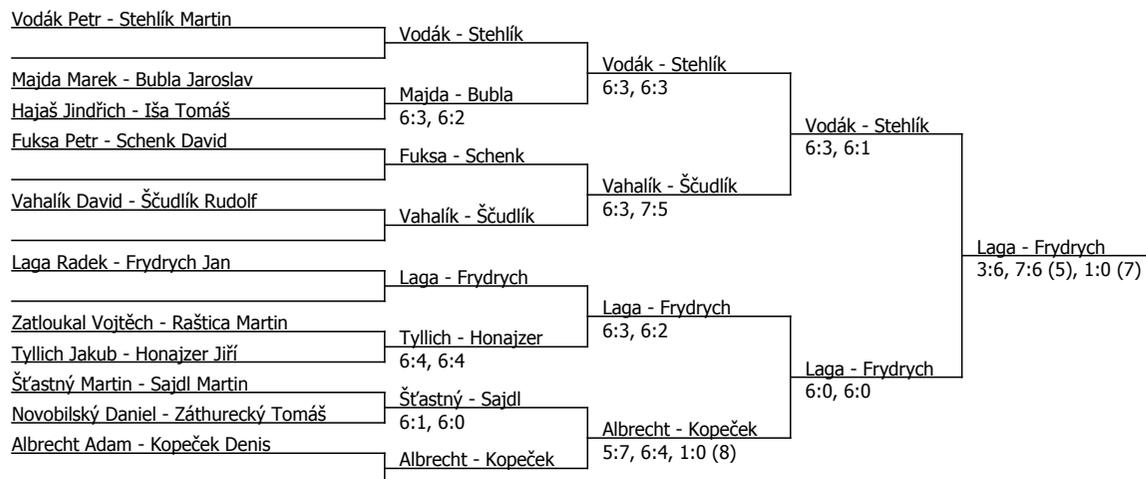 Vodák Petr - Stehlík Martin
Vodák - Stehlík
Vodák - Stehlík
6:3, 6:3
Majda Marek - Bubla Jaroslav
Majda - Bubla
6:3, 6:2
Hajaš Jindřich - Iša Tomáš
Vodák - Stehlík
6:3, 6:1
Fuksa Petr - Schenk David
Fuksa - Schenk
Vahalík - Ščudlík
6:3, 7:5
Vahalík David - Ščudlík Rudolf
Vahalík - Ščudlík
Laga - Frydrych
3:6, 7:6 (5), 1:0 (7)
Laga Radek - Frydrych Jan
Laga - Frydrych
Laga - Frydrych
6:3, 6:2
Zatloukal Vojtěch - Raštica Martin
Tyllich - Honajzer
6:4, 6:4
Tyllich Jakub - Honajzer Jiří
Laga - Frydrych
6:0, 6:0
Šťastný Martin - Sajdl Martin
Šťastný - Sajdl
6:1, 6:0
Novobilský Daniel - Záthurecký Tomáš
Albrecht - Kopeček
5:7, 6:4, 1:0 (8)
Albrecht Adam - Kopeček Denis
Albrecht - Kopeček